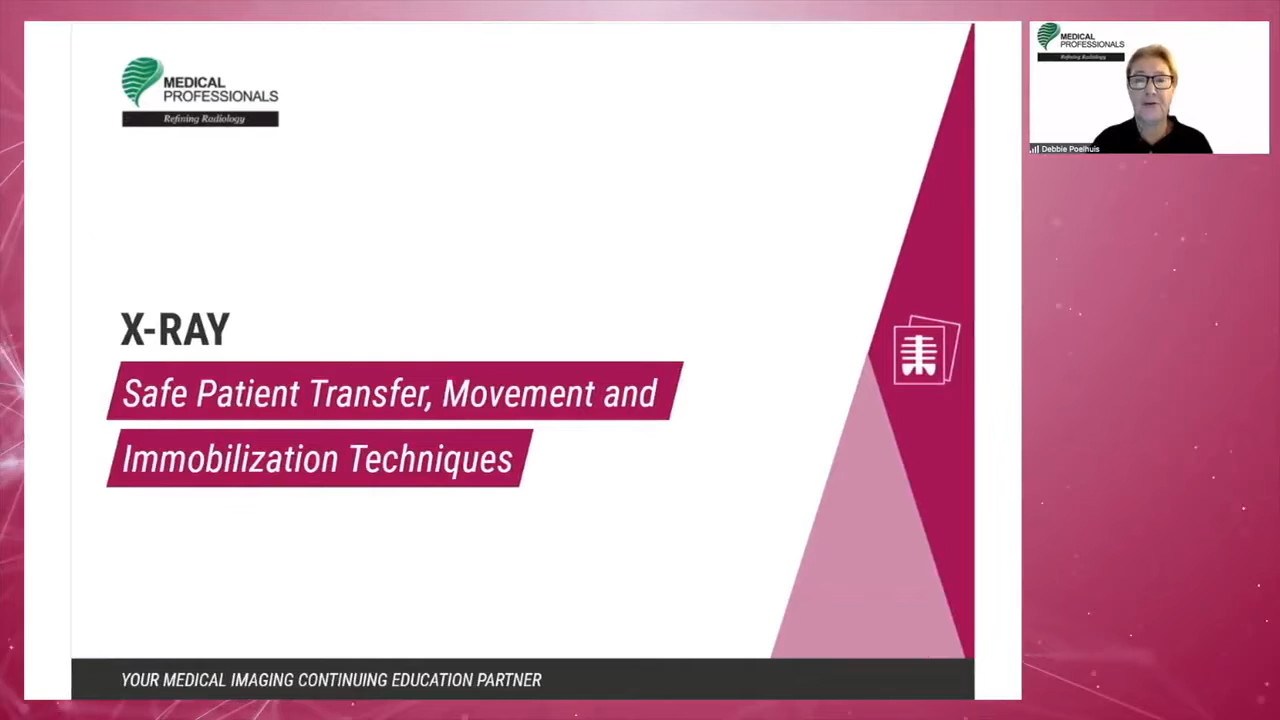 MEDICAL
PROFESSIONALS
Refining Radiology
X-RAY
Safe Patient Transfer, Movement and
Immobilization Techniques
YOUR MEDICAL IMAGING CONTINUING EDUCATION PARTNER
MEDICAL
PROFESSIONALS
Refining Radiology
Debbie Poelhuis